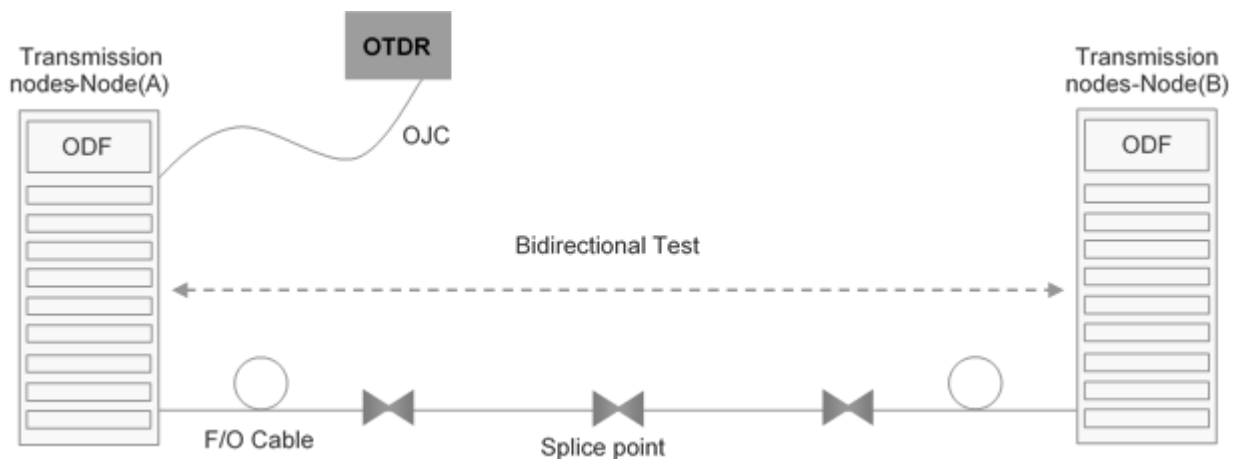 OTDR
Transmission
nodes-Node(A)
Transmission
nodes-Node(B)
OJC
ODF
ODF
Bidirectional Test
F/O Cable
Splice point